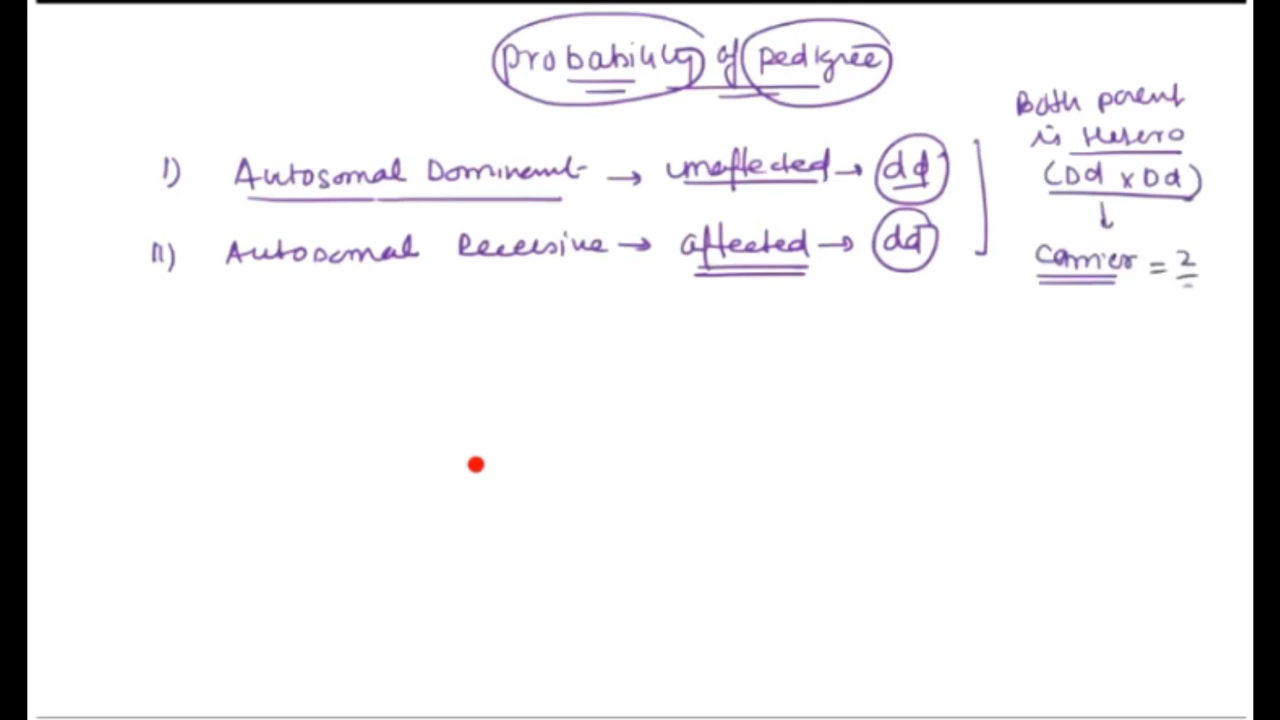 Probability of Pedigree
I) Autosomal Dominant → unaffected → dd
II) Autosomal Recessive → affected → dd
Both parent
is Hetero
(Dd x Dd)
↓
Carrier = 2